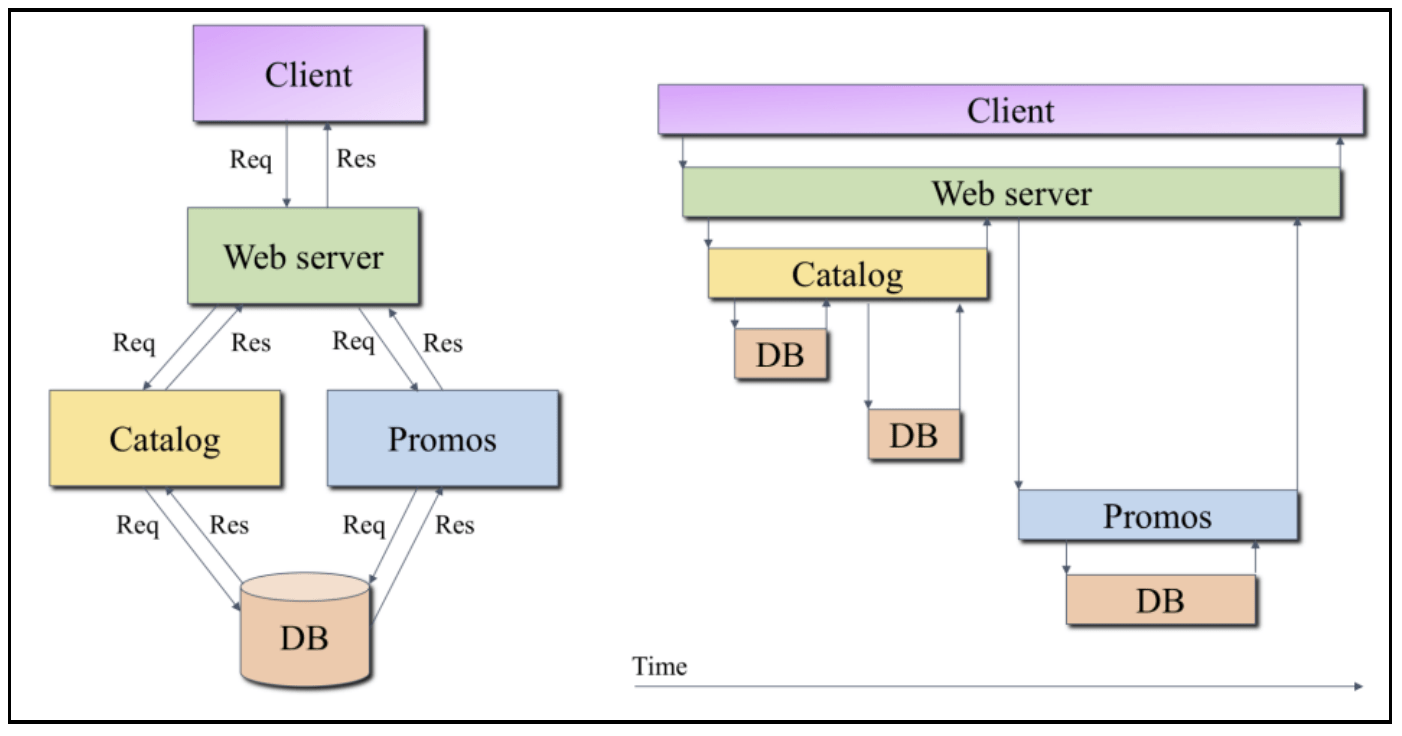 Client
Req
Res
Web server
Req
Res
Req
Res
Catalog
Promos
Req
Res
Req
Res
DB
Client
Web server
Catalog
DB
DB
Promos
DB
Time